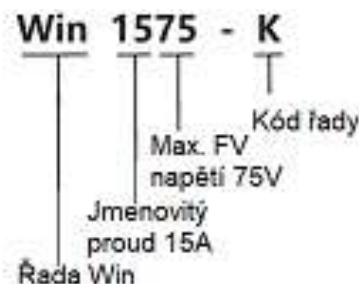 Win 1575 - K
Kód řady
Max. FV
napětí 75V
Jmenovitý
proud 15A
Řada Win